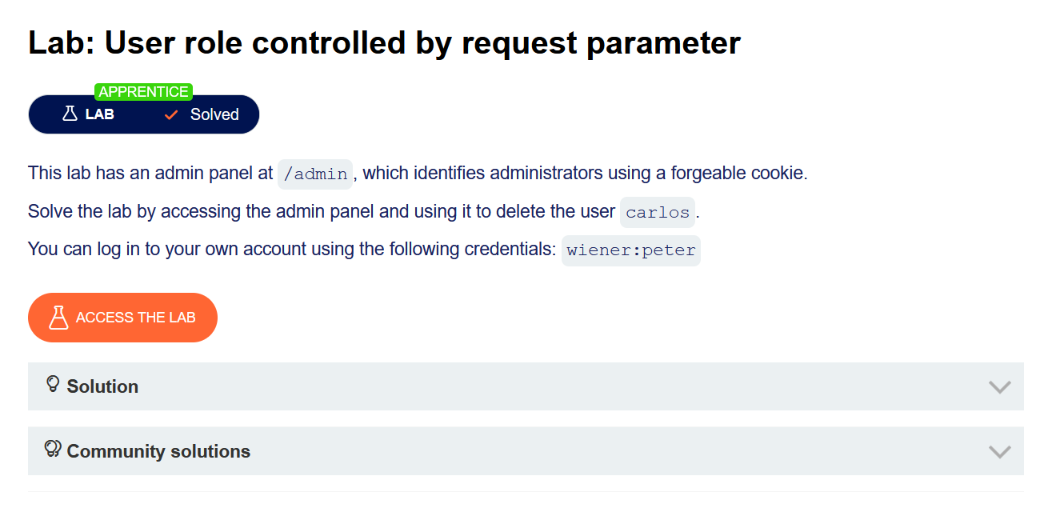 Lab: User role controlled by request parameter
APPRENTICE
LAB Solved
This lab has an admin panel at /admin, which identifies administrators using a forgeable cookie.
Solve the lab by accessing the admin panel and using it to delete the user carlos.
You can log in to your own account using the following credentials: wiener:peter
ACCESS THE LAB
Solution
Community solutions